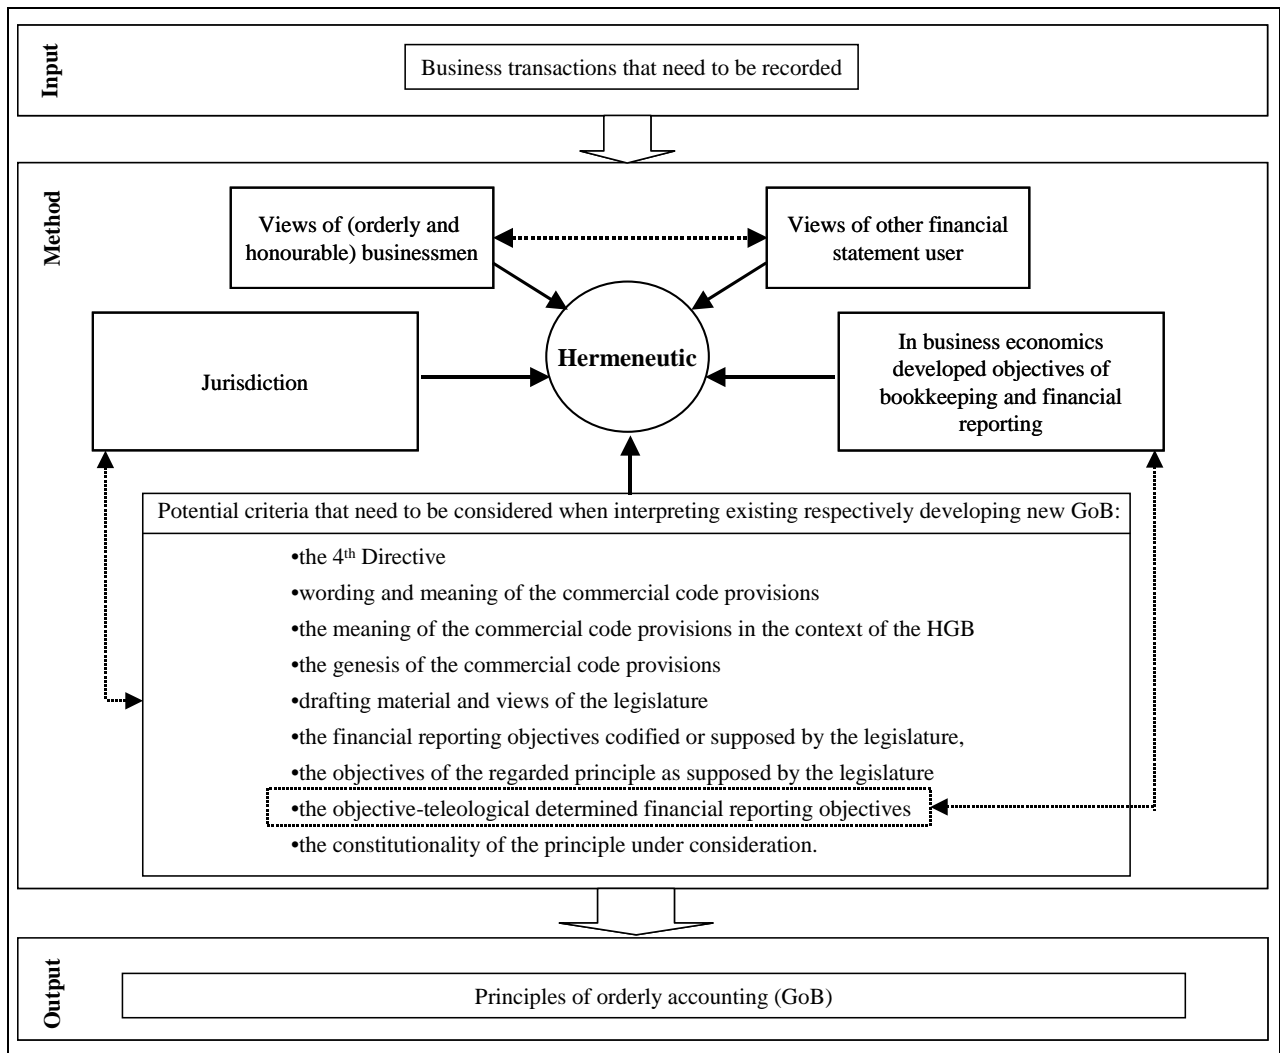 Input
Business transactions that need to be recorded
Method
Views of (orderly and
honourable) businessmen
Views of other financial
statement user
Jurisdiction
Hermeneutic
In business economics
developed objectives of
bookkeeping and financial
reporting
Potential criteria that need to be considered when interpreting existing respectively developing new GoB:
•the 4th Directive
•wording and meaning of the commercial code provisions
•the meaning of the commercial code provisions in the context of the HGB
•the genesis of the commercial code provisions
•drafting material and views of the legislature
•the financial reporting objectives codified or supposed by the legislature,
•the objectives of the regarded principle as supposed by the legislature
•the objective-teleological determined financial reporting objectives
•the constitutionality of the principle under consideration.
Output
Principles of orderly accounting (GoB)